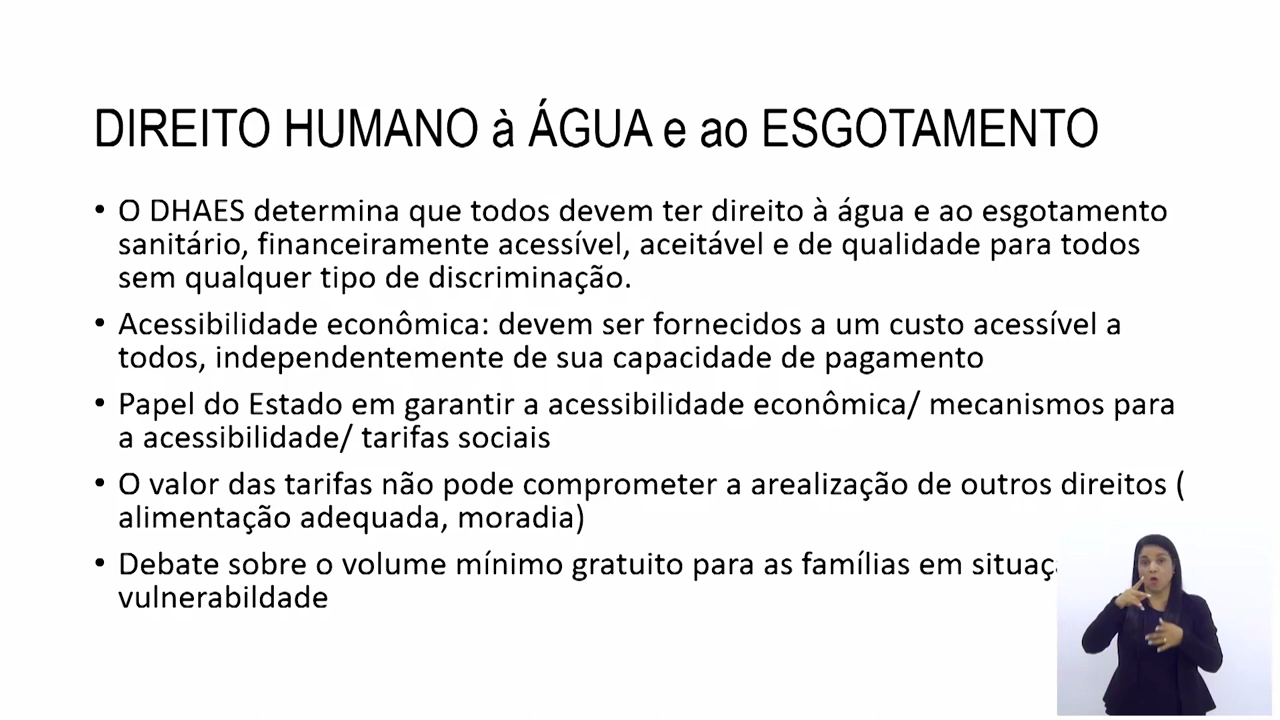 DIREITO HUMANO à ÁGUA e ao ESGOTAMENTO
• O DHAES determina que todos devem ter direito à água e ao esgotamento
sanitário, financeiramente acessível, aceitável e de qualidade para todos
sem qualquer tipo de discriminação.
• Acessibilidade econômica: devem ser fornecidos a um custo acessível a
todos, independentemente de sua capacidade de pagamento
• Papel do Estado em garantir a acessibilidade econômica/ mecanismos para
a acessibilidade/ tarifas sociais
• O valor das tarifas não pode comprometer a arealização de outros direitos (
alimentação adequada, moradia)
• Debate sobre o volume mínimo gratuito para as famílias em
vulnerabildade